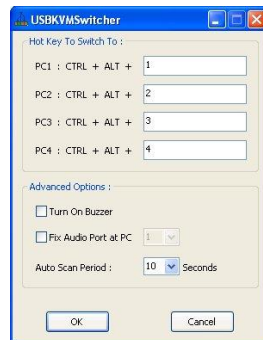 USBKVMSwitcher
Hot Key To Switch To :
PC1 : CTRL + ALT + 1
PC2 : CTRL + ALT + 2
PC3 : CTRL + ALT + 3
PC4 : CTRL + ALT + 4
Advanced Options :
Turn On Buzzer
Fix Audio Port at PC 1
Auto Scan Period : 10 Seconds
OK Cancel